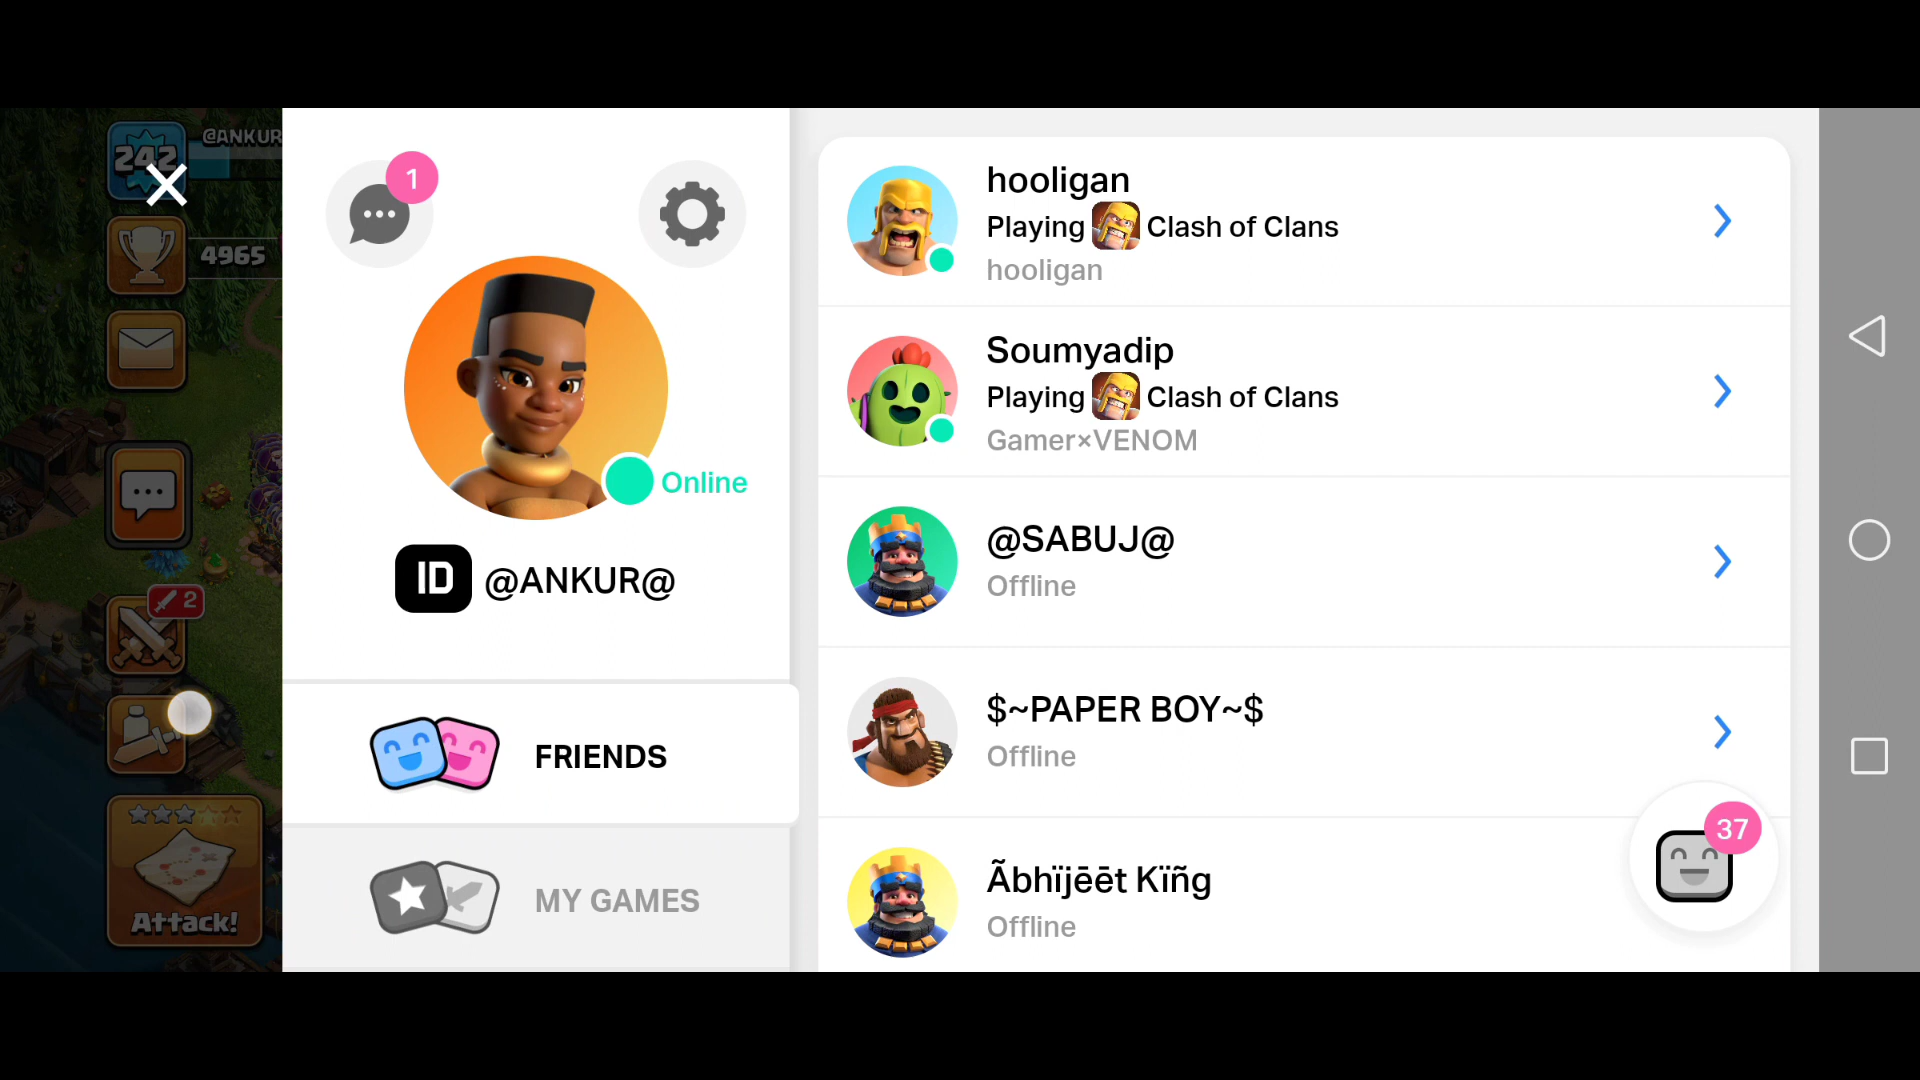 242
@ANKUR
4965
2
Attack!
1
Online
ID @ANKUR@
FRIENDS
MY GAMES
hooligan
Playing Clash of Clans
hooligan
Soumyadip
Playing Clash of Clans
Gamer×VENOM
@SABUJ@
Offline
$~PAPER BOY~$
Offline
Ãbhïjēēt Kïñg
Offline
37